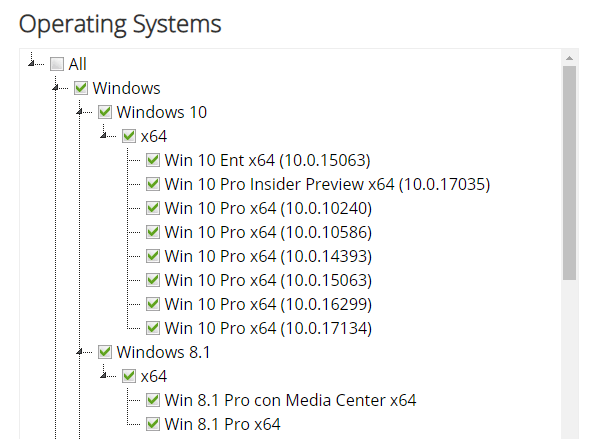 Operating Systems
All
Windows
Windows 10
x64
Win 10 Ent x64 (10.0.15063)
Win 10 Pro Insider Preview x64 (10.0.17035)
Win 10 Pro x64 (10.0.10240)
Win 10 Pro x64 (10.0.10586)
Win 10 Pro x64 (10.0.14393)
Win 10 Pro x64 (10.0.15063)
Win 10 Pro x64 (10.0.16299)
Win 10 Pro x64 (10.0.17134)
Windows 8.1
x64
Win 8.1 Pro con Media Center x64
Win 8.1 Pro x64